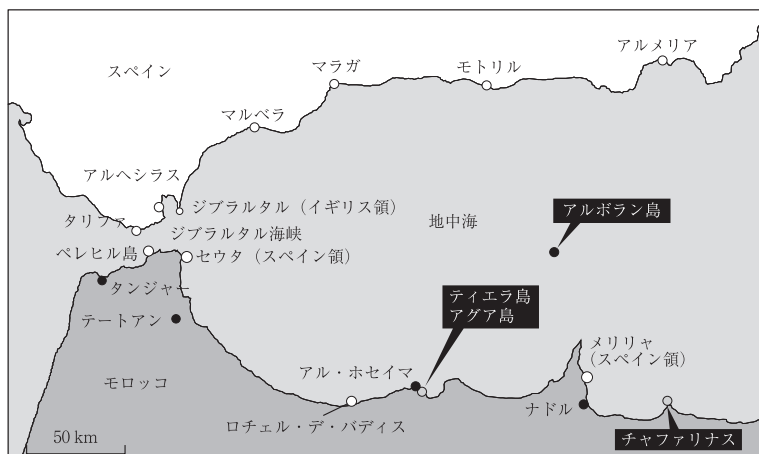 スペイン
マラガ
モトリル
アルメリア
マルベラ
アルヘシラス
ジブラルタル（イギリス領）
タリファ
ジブラルタル海峡
地中海
アルボラン島
ペレヒル島
セウタ（スペイン領）
タンジャー
テートアン
ティエラ島
アグア島
メリリャ
（スペイン領）
モロッコ
アル・ホセイマ
ロチェル・デ・バディス
ナドル
チャファリナス
50 km